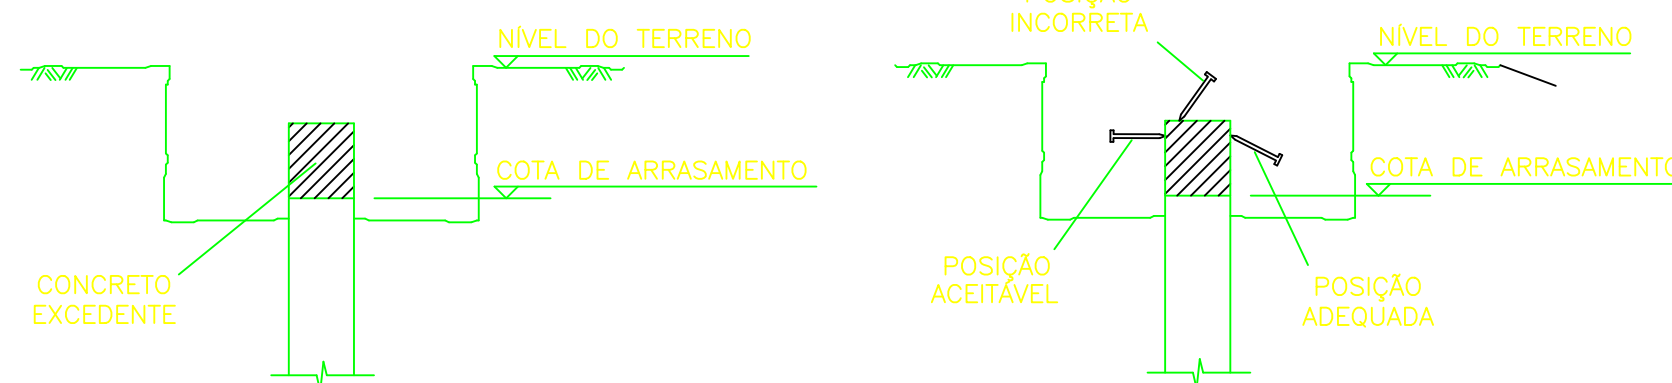 NÍVEL DO TERRENO
COTA DE ARRASAMENTO
CONCRETO
EXCEDENTE
POSIÇÃO
INCORRETA
NÍVEL DO TERRENO
COTA DE ARRASAMENTO
POSIÇÃO
ACEITÁVEL
POSIÇÃO
ADEQUADA